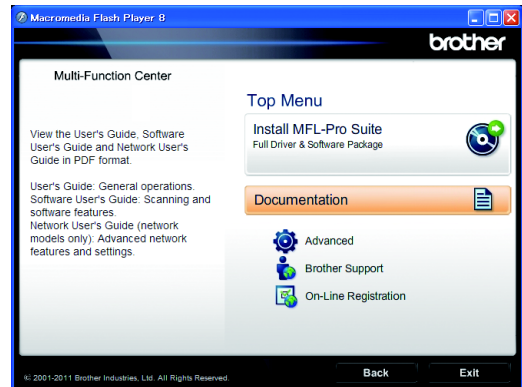 Macromedia Flash Player 8
brother
Multi-Function Center
View the User's Guide, Software
User's Guide and Network User's
Guide in PDF format.
User's Guide: General operations.
Software User's Guide: Scanning and
software features.
Network User's Guide (network
models only): Advanced network
features and settings.
Top Menu
Install MFL-Pro Suite
Full Driver & Software Package
Documentation
Advanced
Brother Support
On-Line Registration
© 2001-2011 Brother Industries, Ltd. All Rights Reserved.
Back
Exit